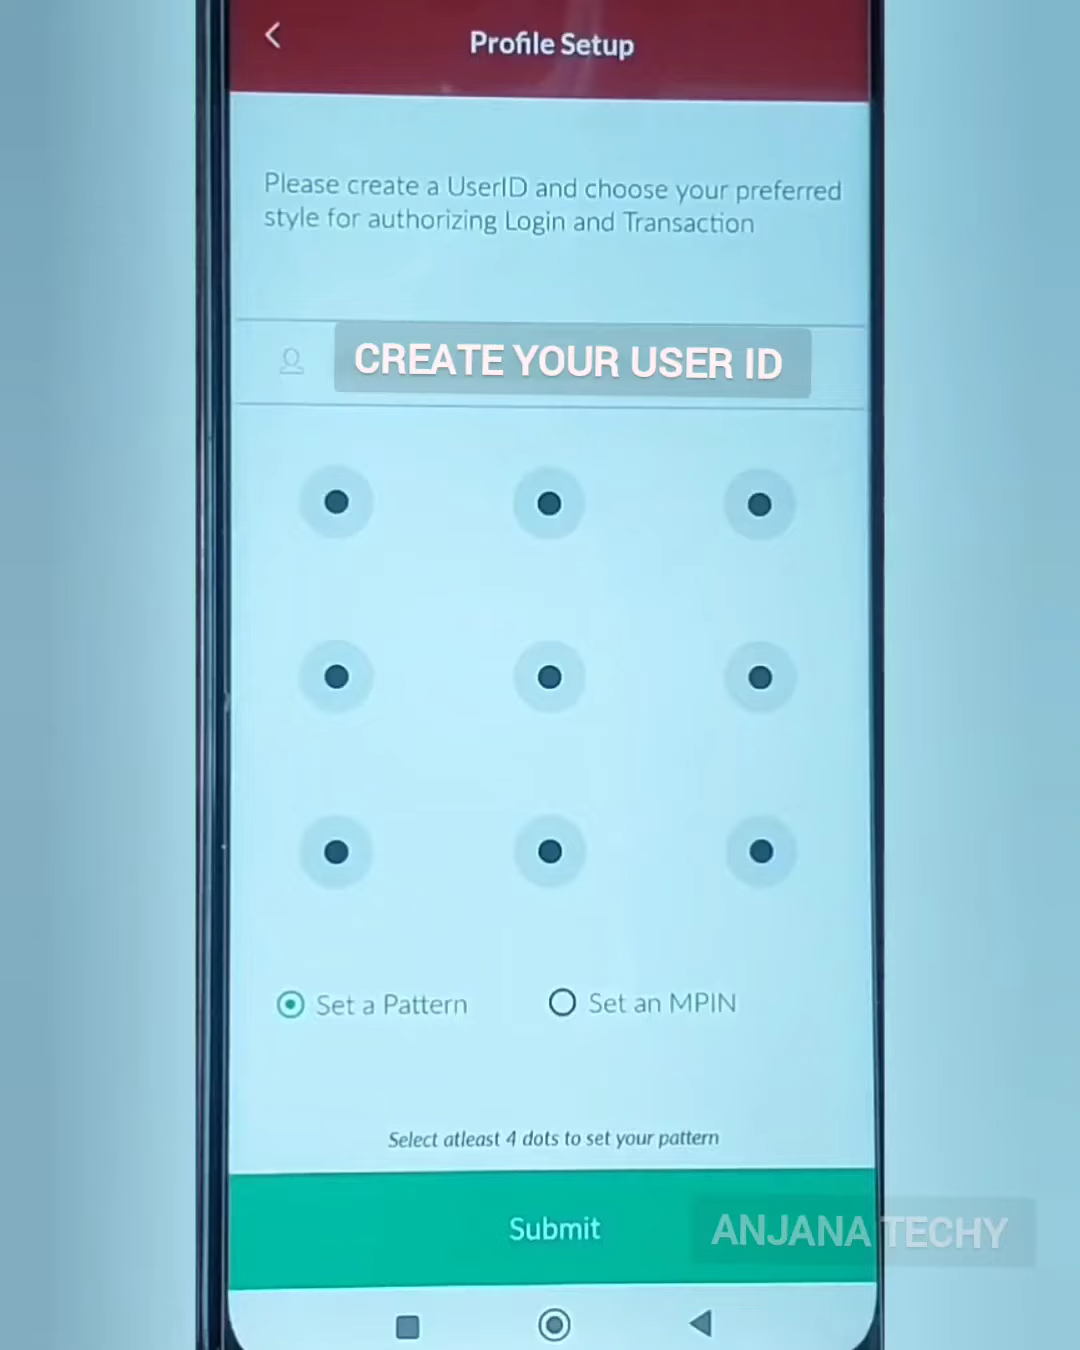 Profile Setup
Please create a UserID and choose your preferred
style for authorizing Login and Transaction
CREATE YOUR USER ID
Set a Pattern
Set an MPIN
Select atleast 4 dots to set your pattern
Submit
ANJANA TECHY